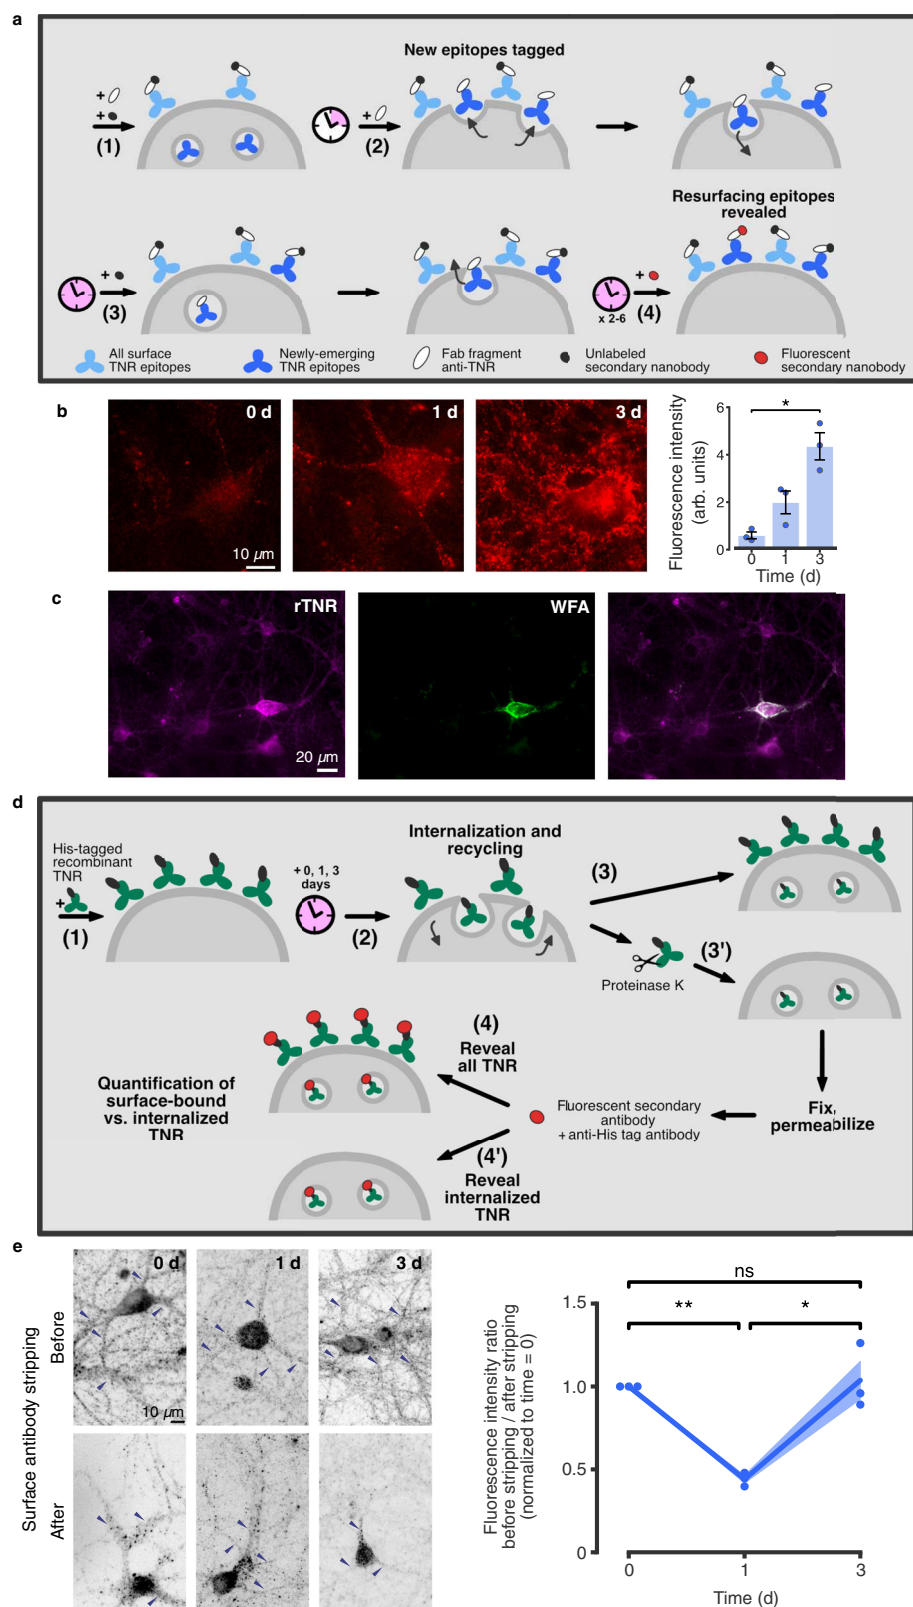 a
New epitopes tagged
+
+
(1)
+
(2)
Resurfacing epitopes
revealed
+
(3)
x 2-6
+
(4)
All surface
TNR epitopes
Newly-emerging
TNR epitopes
Fab fragment
anti-TNR
Unlabeled
secondary nanobody
Fluorescent
secondary nanobody
b
0 d
1 d
3 d
10 µm
Fluorescence intensity
(arb. units)
6
4
2
0
*
0 1 3
Time (d)
c
rTNR
WFA
20 µm
d
His-tagged
recombinant
TNR
+
(1)
+ 0, 1, 3
days
(2)
Internalization and
recycling
(3)
(3')
Proteinase K
Fix,
permeabilize
Fluorescent secondary
antibody
+ anti-His tag antibody
(4)
Reveal
all TNR
(4')
Reveal
internalized
TNR
Quantification of
surface-bound
vs. internalized
TNR
e
Surface antibody stripping
Before
After
0 d
1 d
3 d
10 µm
Fluorescence intensity ratio
before stripping / after stripping
(normalized to time = 0)
1.5
1.0
0.5
0
ns
**
*
0 1 3
Time (d)